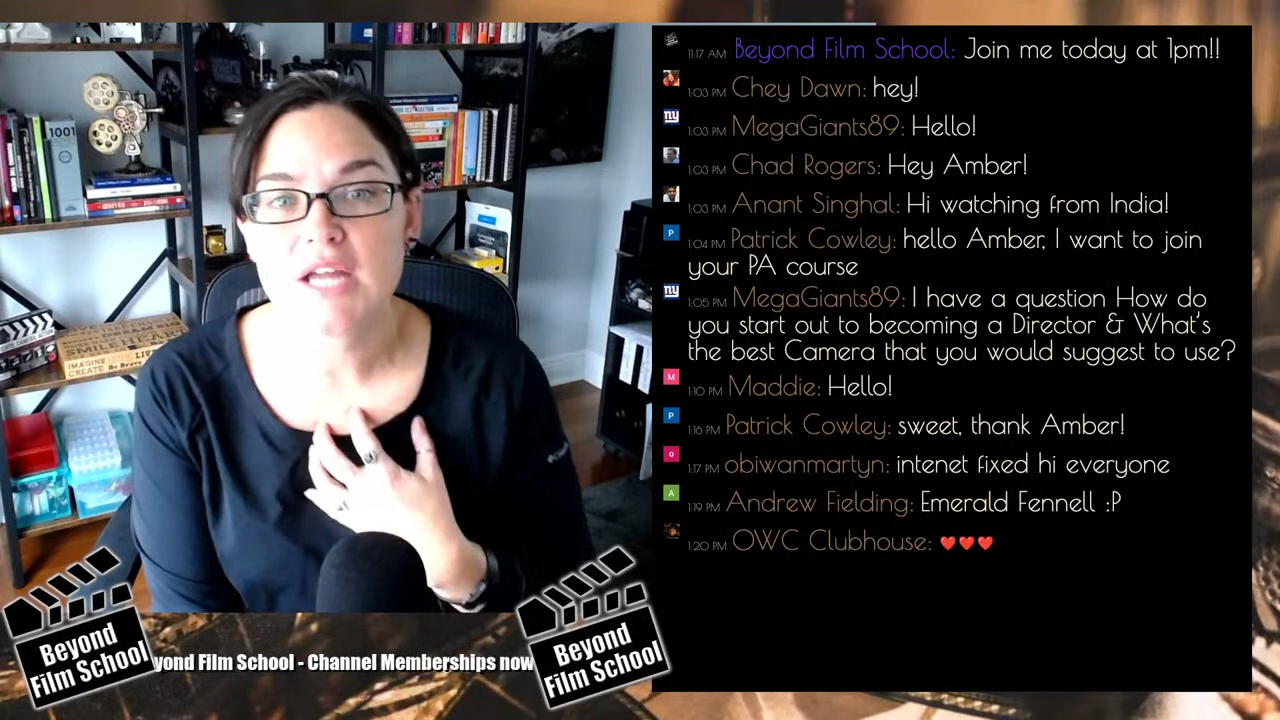 11:17 AM Beyond Film School: Join me today at 1pm!!
1:03 PM Chey Dawn: hey!
1:03 PM MegaGiants89: Hello!
1:03 PM Chad Rogers: Hey Amber!
1:03 PM Anant Singhal: Hi watching from India!
P 1:04 PM Patrick Cowley: hello Amber, I want to join
your PA course
1:05 PM MegaGiants89: I have a question How do
you start out to becoming a Director & What's
the best Camera that you would suggest to use?
M 1:10 PM Maddie: Hello!
P 1:16 PM Patrick Cowley: sweet, thank Amber!
o 1:17 PM obiwanmartyn: intenet fixed hi everyone
A 1:19 PM Andrew Fielding: Emerald Fennell :P
1:20 PM OWC Clubhouse: ❤️❤️❤️
1001
IMAGINE
CREATE
Beyond
Film School
yond Film School - Channel Memberships now
Beyond
Film School